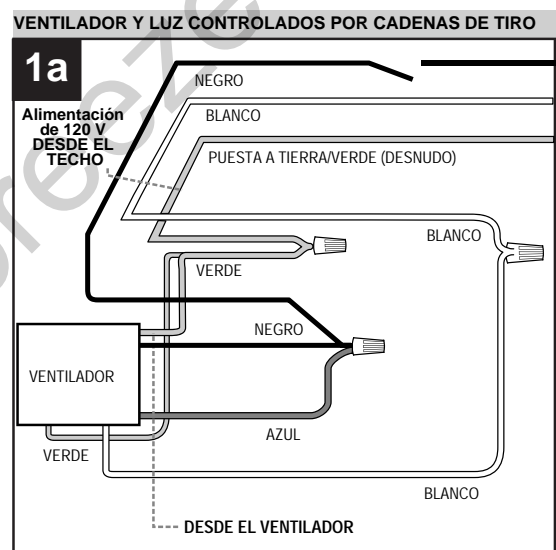 VENTILADOR Y LUZ CONTROLADOS POR CADENAS DE TIRO
1a
NEGRO
Alimentación
de 120 V
DESDE EL
TECHO
BLANCO
PUESTA A TIERRA/VERDE (DESNUDO)
BLANCO
VERDE
NEGRO
VENTILADOR
AZUL
VERDE
BLANCO
DESDE EL VENTILADOR